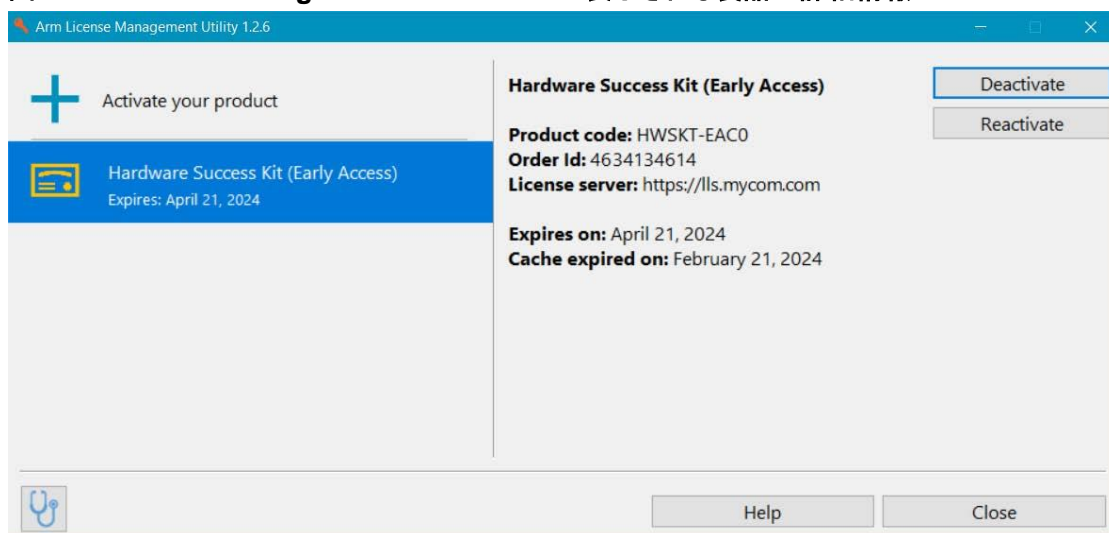 Arm License Management Utility 1.2.6
Activate your product
Hardware Success Kit (Early Access)
Expires: April 21, 2024
Hardware Success Kit (Early Access)
Product code: HWSKT-EAC0
Order Id: 4634134614
License server: https://lls.mycom.com
Expires on: April 21, 2024
Cache expired on: February 21, 2024
Deactivate
Reactivate
Help
Close